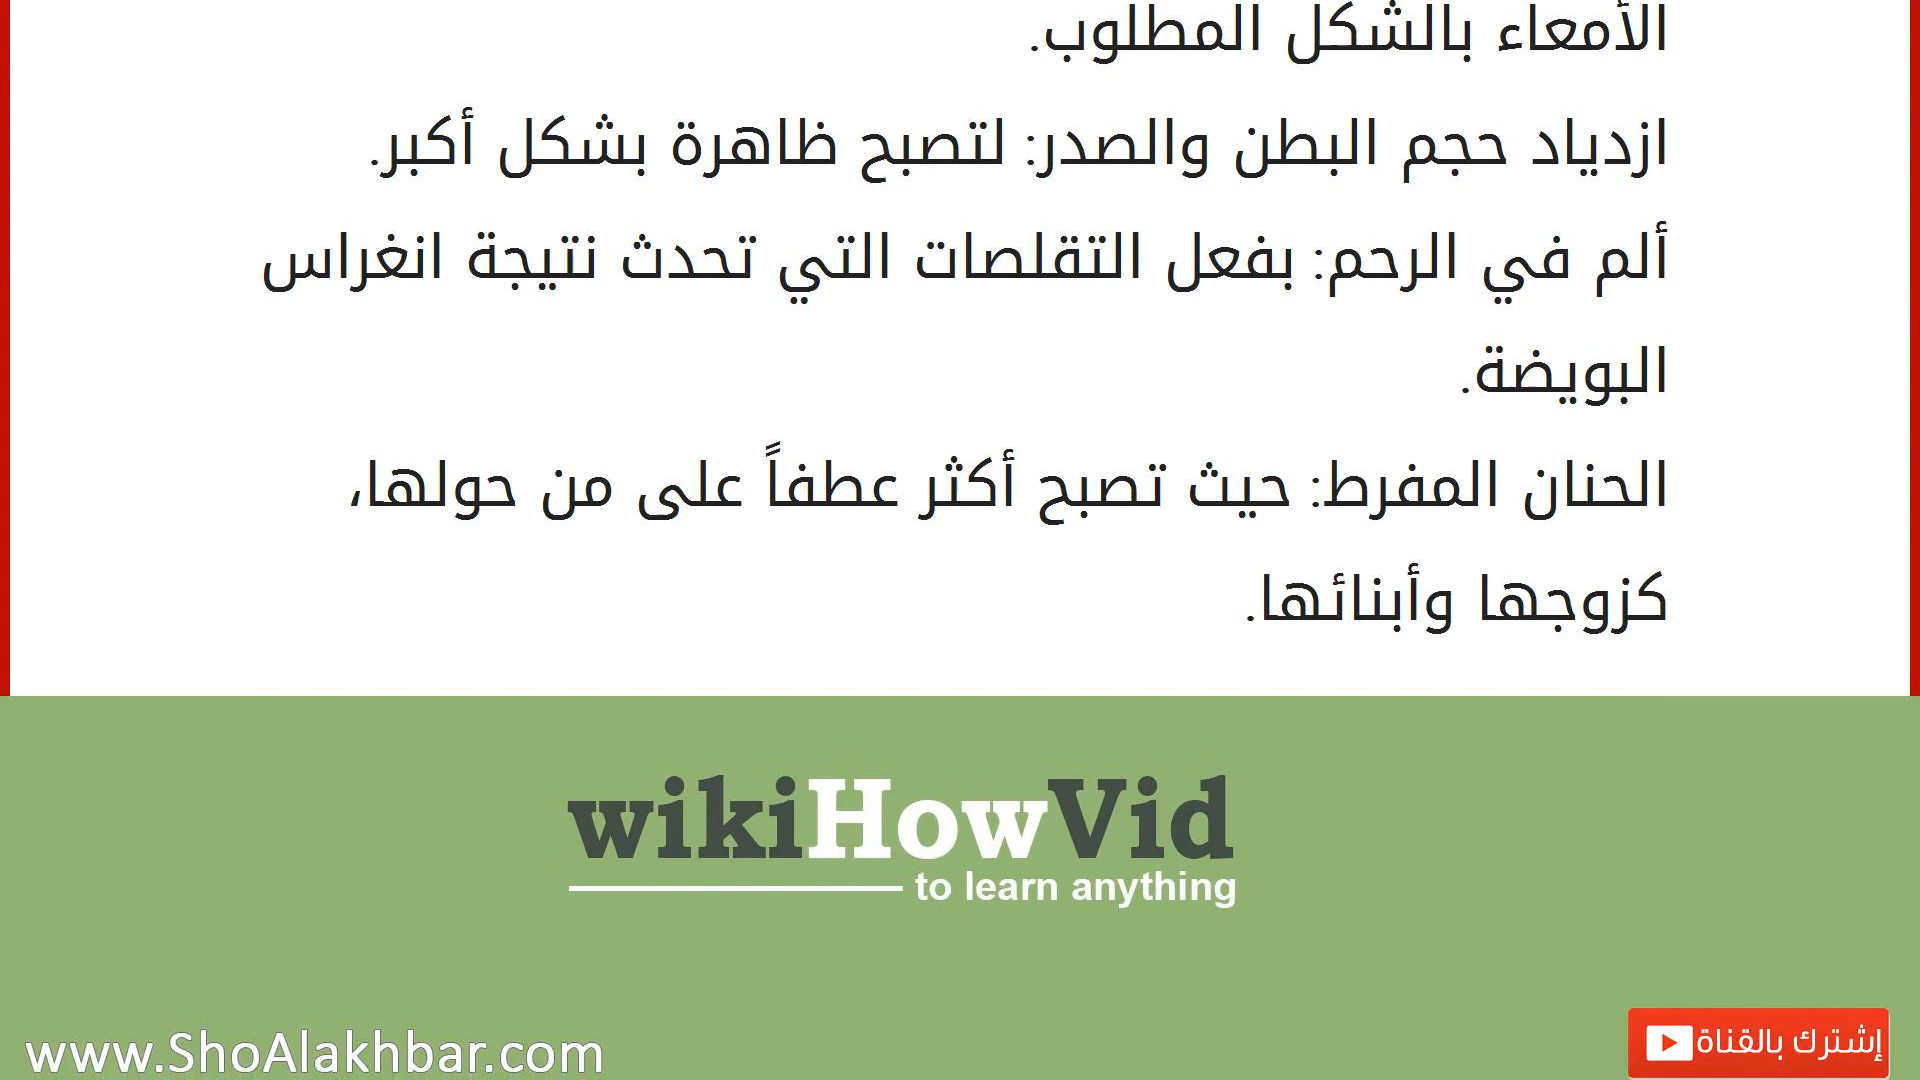 الأمعاء بالشكل المطلوب.
ازدياد حجم البطن والصدر: لتصبح ظاهرة بشكل أكبر.
ألم في الرحم: بفعل التقلصات التي تحدث نتيجة انغراس
البويضة.
الحنان المفرط: حيث تصبح أكثر عطفاً على من حولها،
كزوجها وأبنائها.
wikiHowVid
to learn anything
www.ShoAlakhbar.com
إشترك بالقناة